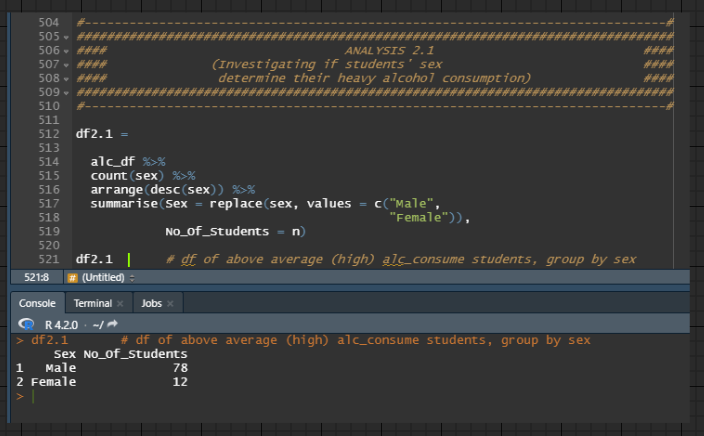 504 #-------------------------------------------------------------------------------#
505 #################################################################################
506 #### ANALYSIS 2.1 ####
507 #### (Investigating if students' sex ####
508 #### determine their heavy alcohol consumption) ####
509 #################################################################################
510 #-------------------------------------------------------------------------------#
511
512 df2.1 =
513
514 alc_df %>%
515 count(sex) %>%
516 arrange(desc(sex)) %>%
517 summarise(Sex = replace(sex, values = c("Male",
518 "Female")),
519 No_Of_Students = n)
520
521 df2.1 # df of above average (high) alc_consume students, group by sex
521:8 # (Untitled)
Console Terminal Jobs
R R 4.2.0 · ~/
> df2.1 # df of above average (high) alc_consume students, group by sex
Sex No_Of_Students
1 Male 78
2 Female 12
>